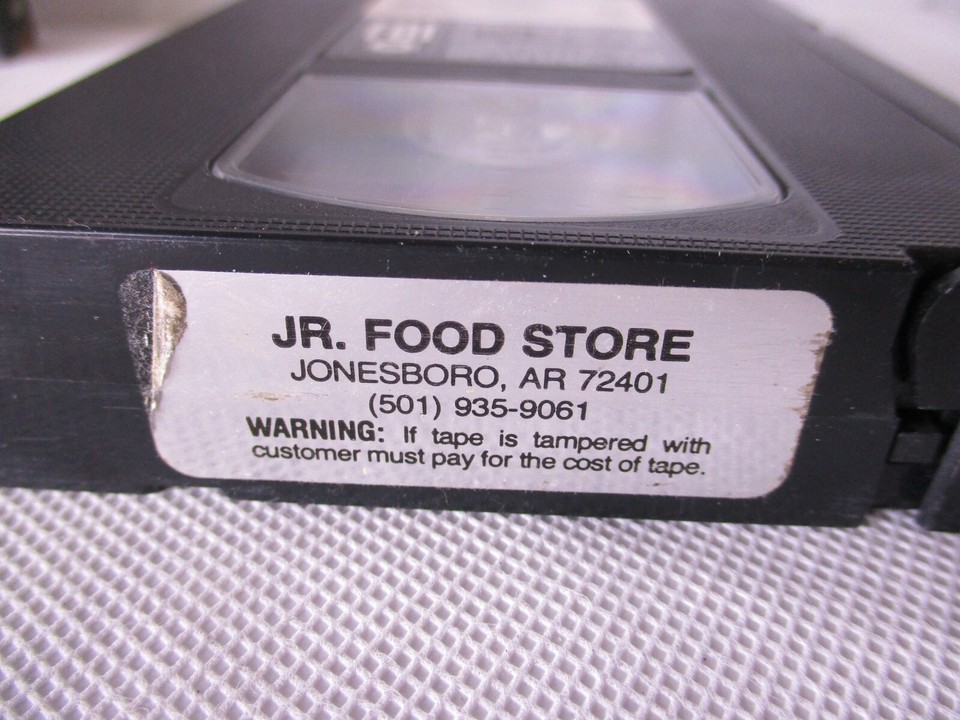 JR. FOOD STORE
JONESBORO, AR 72401
(501) 935-9061
WARNING: If tape is tampered with
customer must pay for the cost of tape.